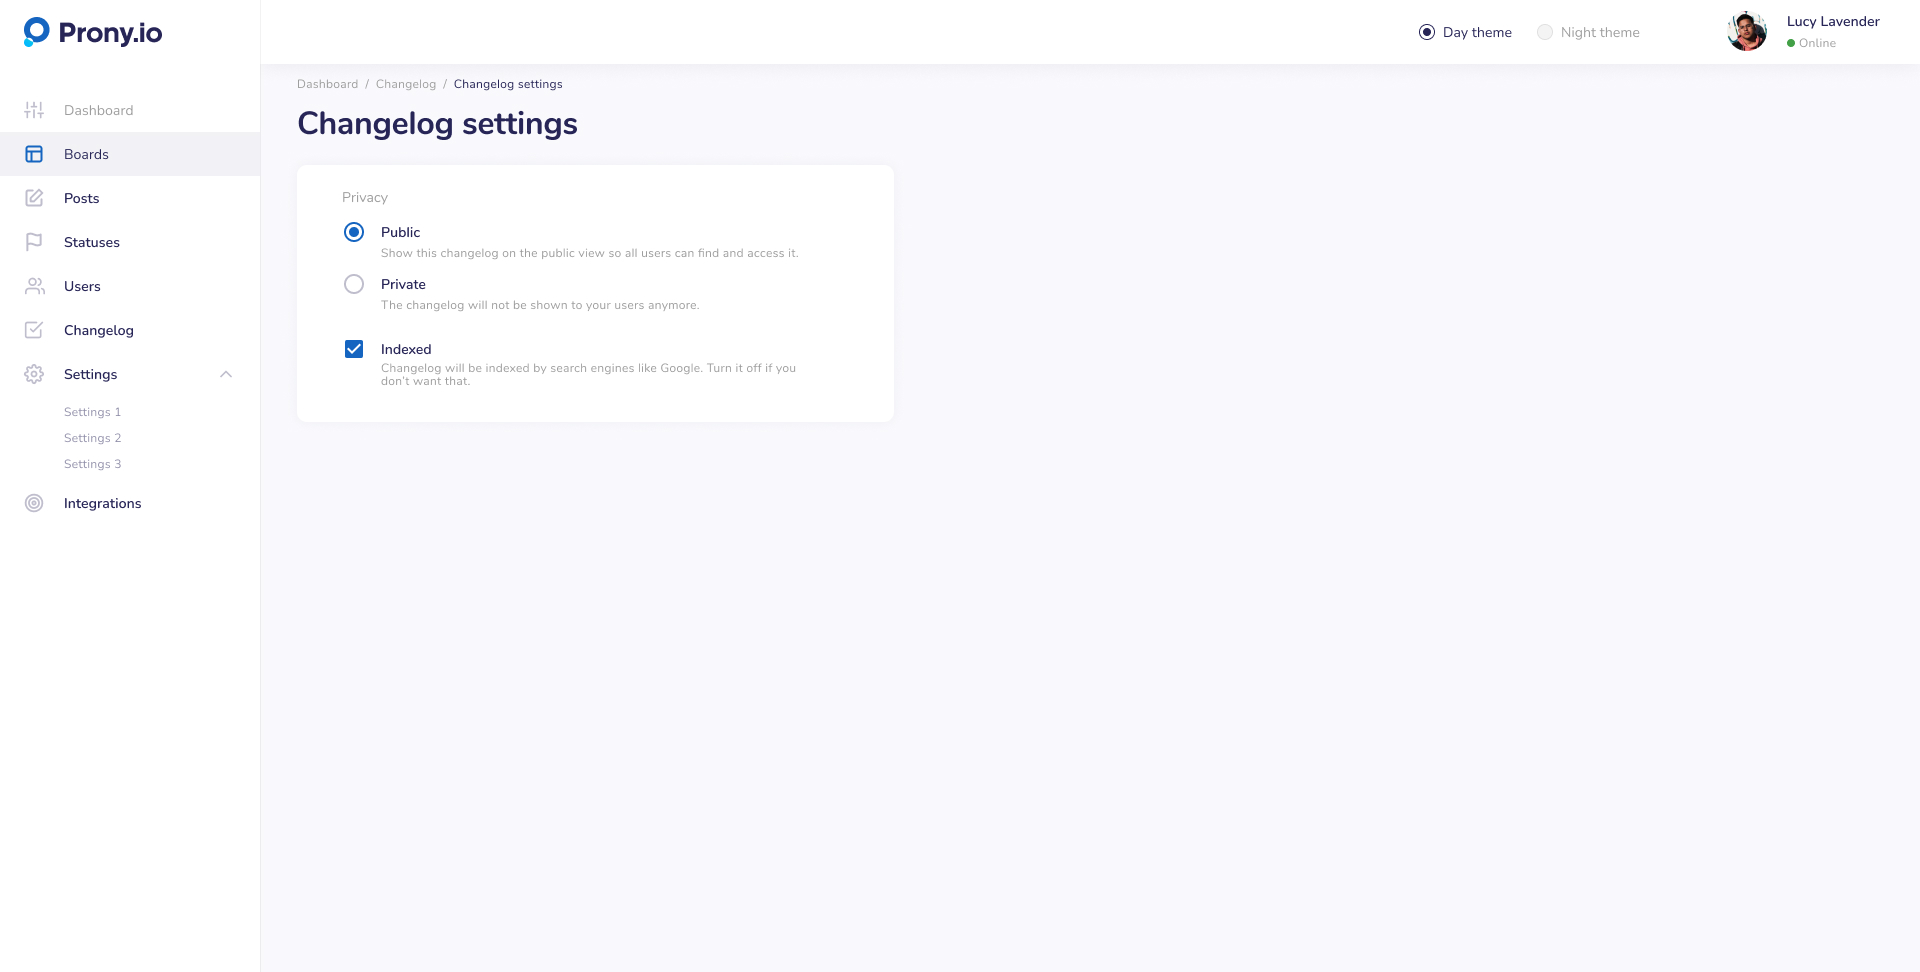 Prony.io
Day theme
Night theme
Lucy Lavender
Online
Dashboard
Boards
Posts
Statuses
Users
Changelog
Settings
Settings 1
Settings 2
Settings 3
Integrations
Dashboard / Changelog / Changelog settings
Changelog settings
Privacy
Public
Show this changelog on the public view so all users can find and access it.
Private
The changelog will not be shown to your users anymore.
Indexed
Changelog will be indexed by search engines like Google. Turn it off if you
don't want that.